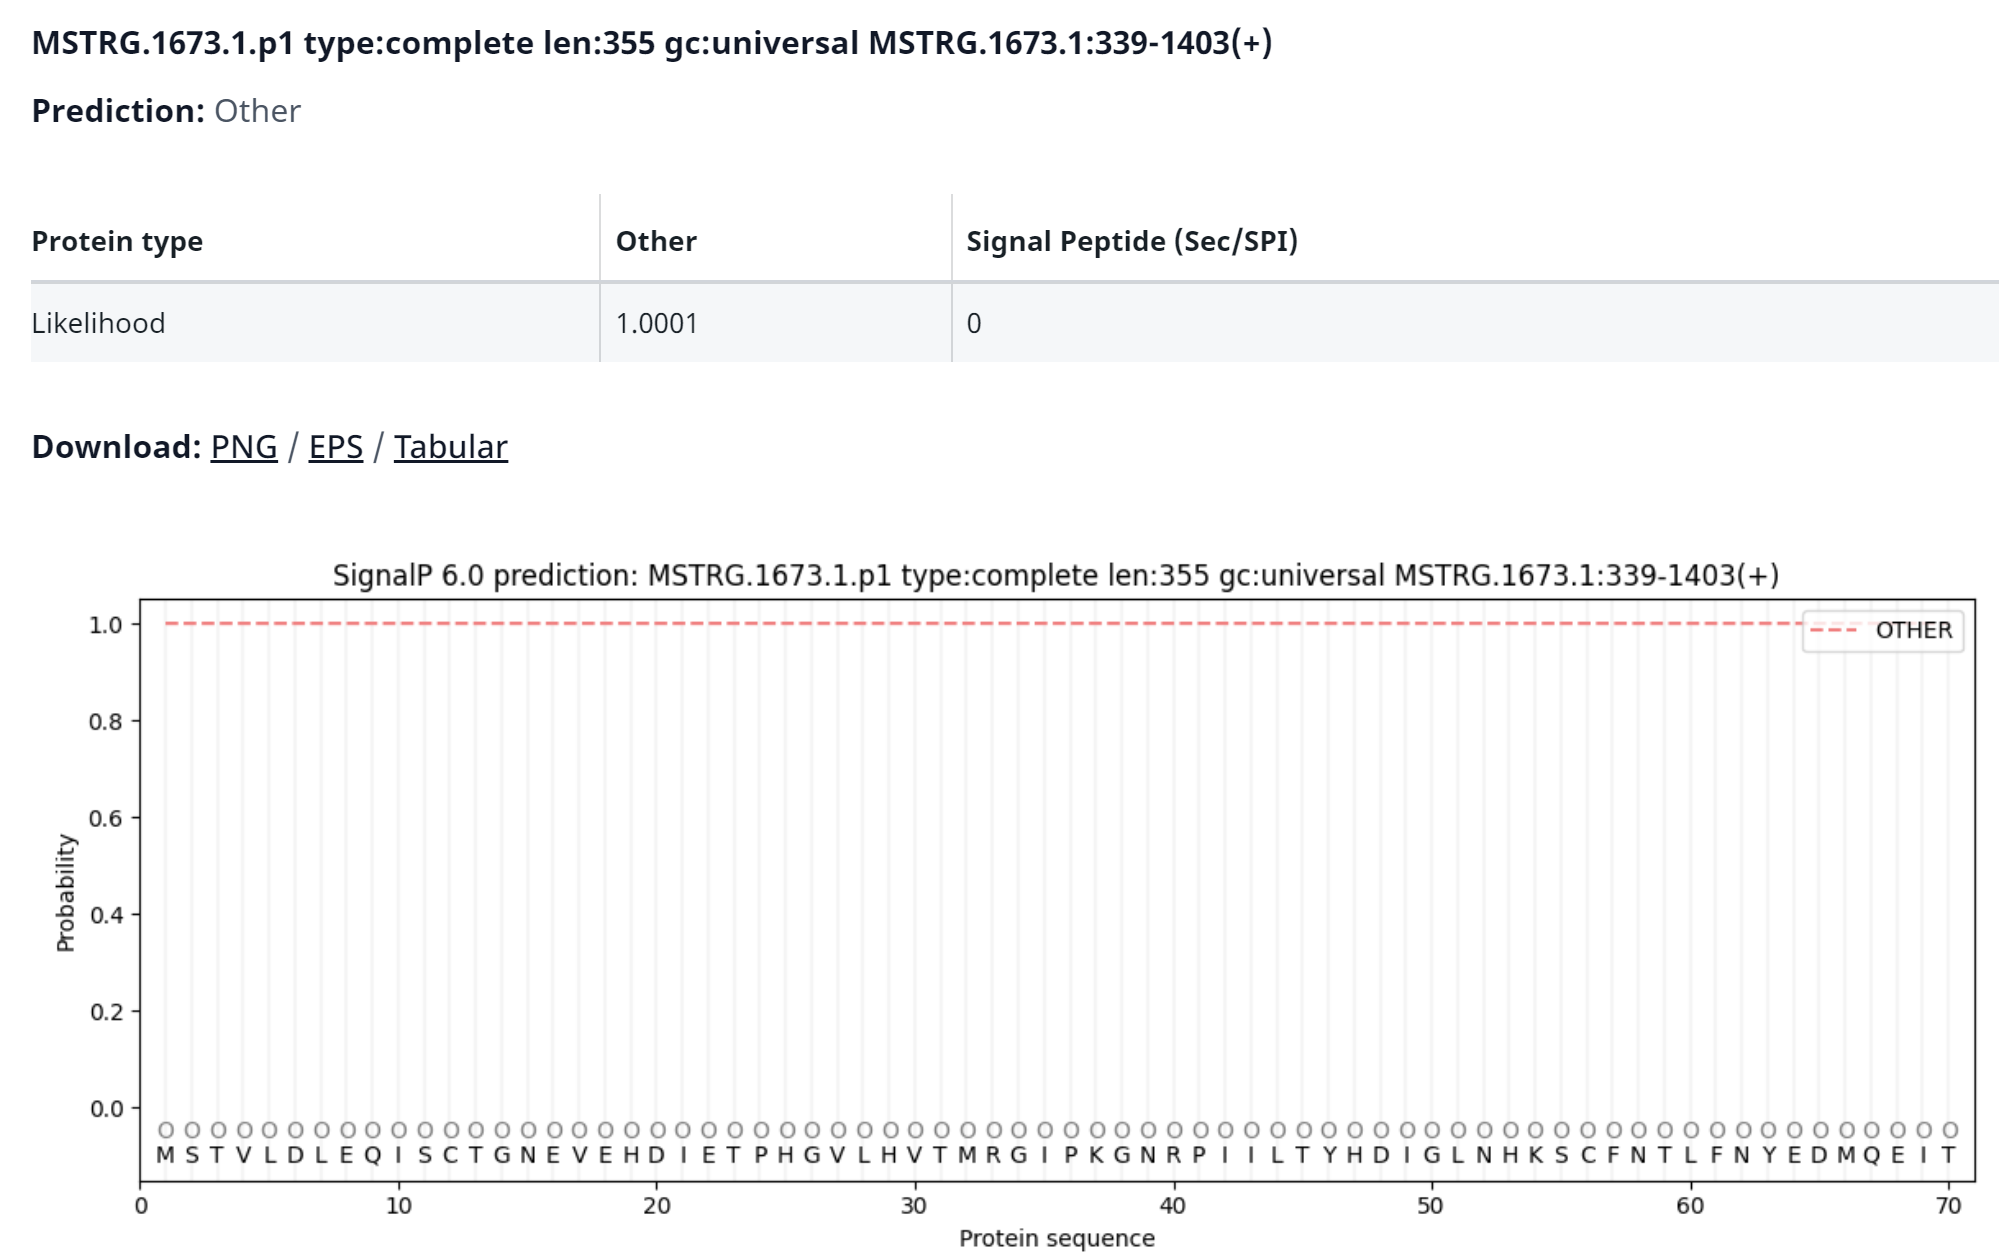 MSTRG.1673.1.p1 type:complete len:355 gc:universal MSTRG.1673.1:339-1403(+)
Prediction: Other
Protein type Other Signal Peptide (Sec/SPI)
Likelihood 1.0001 0
Download: PNG / EPS / Tabular
SignalP 6.0 prediction: MSTRG.1673.1.p1 type:complete len:355 gc:universal MSTRG.1673.1:339-1403(+)
OTHER
1.0
0.8
0.6
0.4
0.2
0.0
Probability
O O O O O O O O O O O O O O O O O O O O O O O O O O O O O O O O O O O O O O O O O O O O O O O O O O O O O O O O O O O O O O O O O O O O O O
M S T V L D L E Q I S C T G N E V E H D I E T P H G V L H V T M R G I P K G N R P I I L T Y H D I G L N H K S C F N T L F N Y E D M Q E I T
0 10 20 30 40 50 60 70
Protein sequence